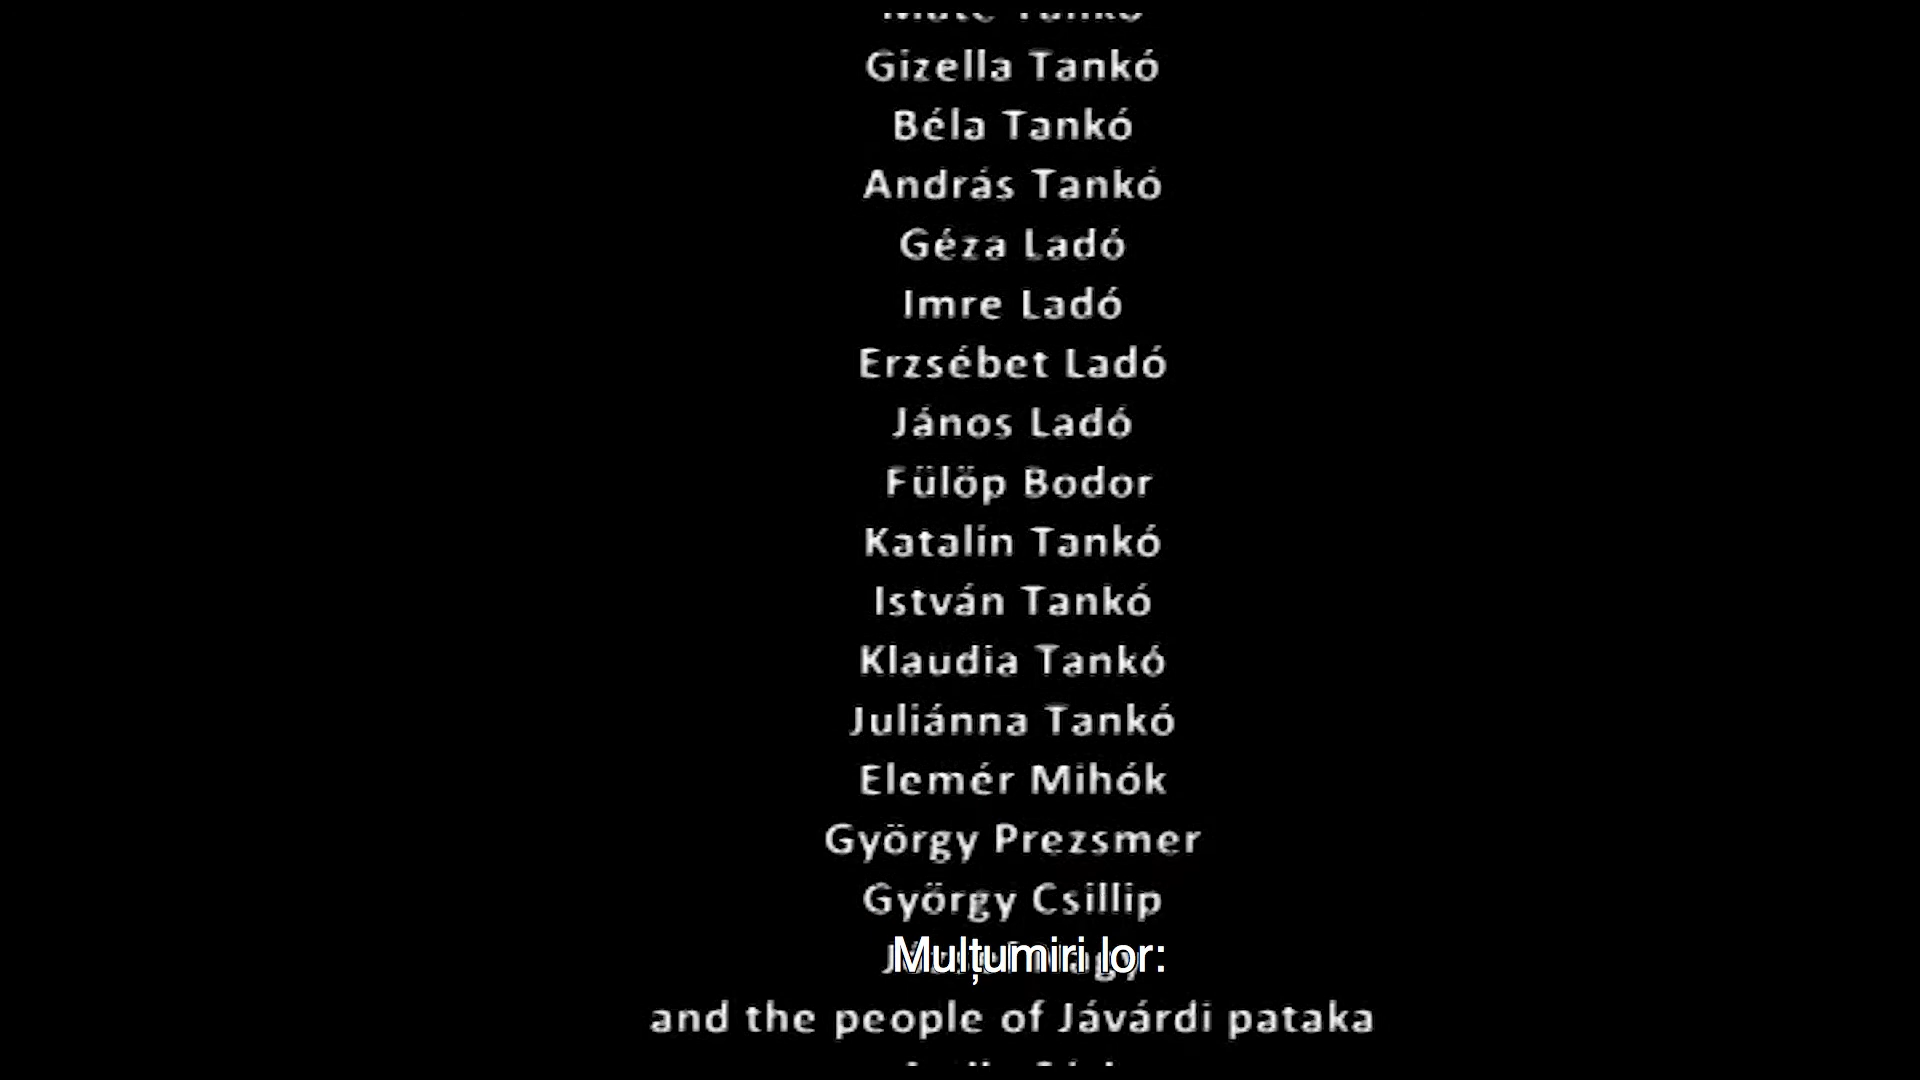 Tankó
Gizella Tankó
Béla Tankó
András Tankó
Géza Ladó
Imre Ladó
Erzsébet Ladó
János Ladó
Fülöp Bodor
Katalin Tankó
István Tankó
Klaudia Tankó
Juliánna Tankó
Elemér Mihók
György Prezsmer
György Csillip
Mulțumiri lor:
and the people of Jávárdi pataka